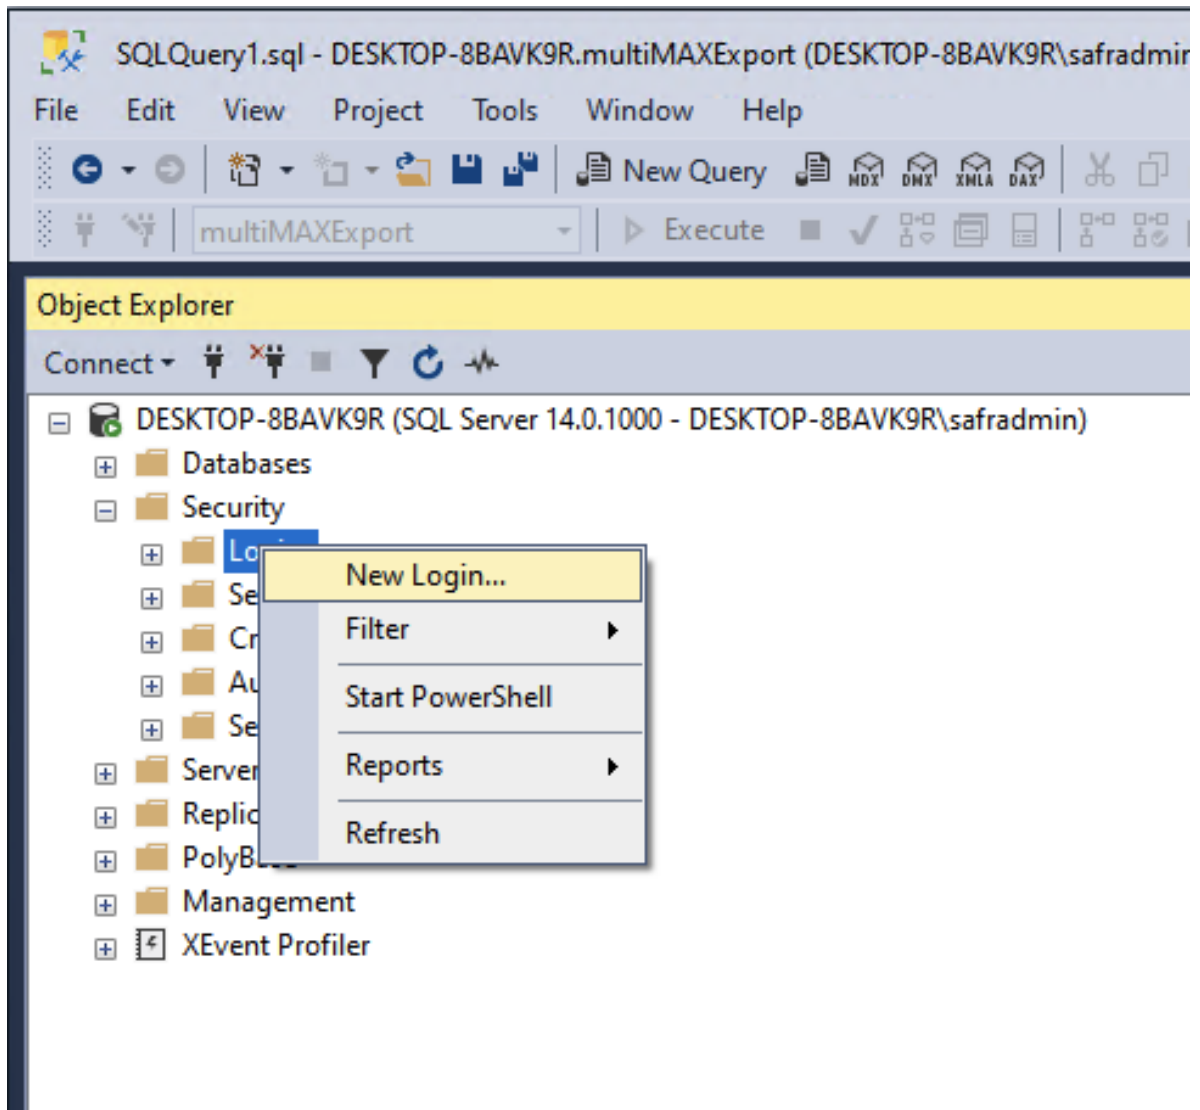 SQLQuery1.sql - DESKTOP-8BAVK9R.multiMAXExport (DESKTOP-8BAVK9R\safradmin
File Edit View Project Tools Window Help
New Query MDX DMX XMLA DAX
multiMAXExport Execute
Object Explorer
Connect
DESKTOP-8BAVK9R (SQL Server 14.0.1000 - DESKTOP-8BAVK9R\safradmin)
Databases
Security
New Login...
Filter
Start PowerShell
Server
Reports
Refresh
Management
XEvent Profiler